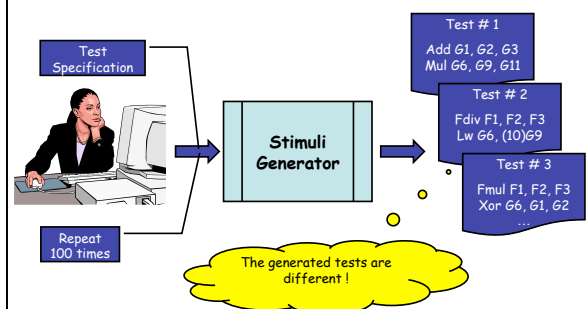 Test
Specification
Repeat
100 times
Stimuli
Generator
Test # 1
Add G1, G2, G3
Mul G6, G9, G11
Test # 2
Fdiv F1, F2, F3
Lw G6, (10)G9
Test # 3
Fmul F1, F2, F3
Xor G6, G1, G2
...
The generated tests are
different !